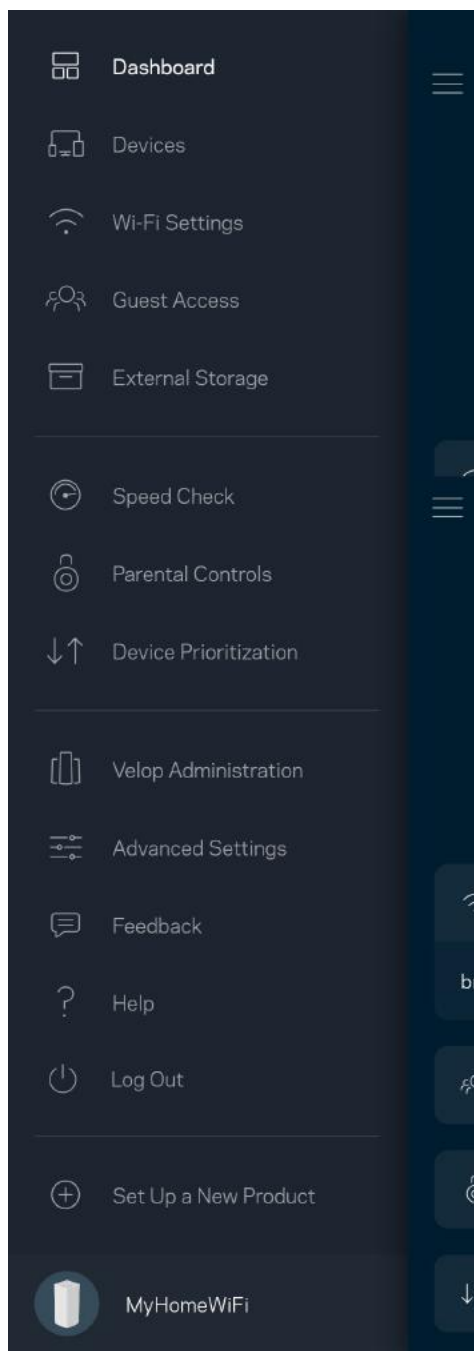 Dashboard
Devices
Wi-Fi Settings
Guest Access
External Storage
Speed Check
Parental Controls
Device Prioritization
Velop Administration
Advanced Settings
Feedback
Help
Log Out
Set Up a New Product
MyHomeWiFi